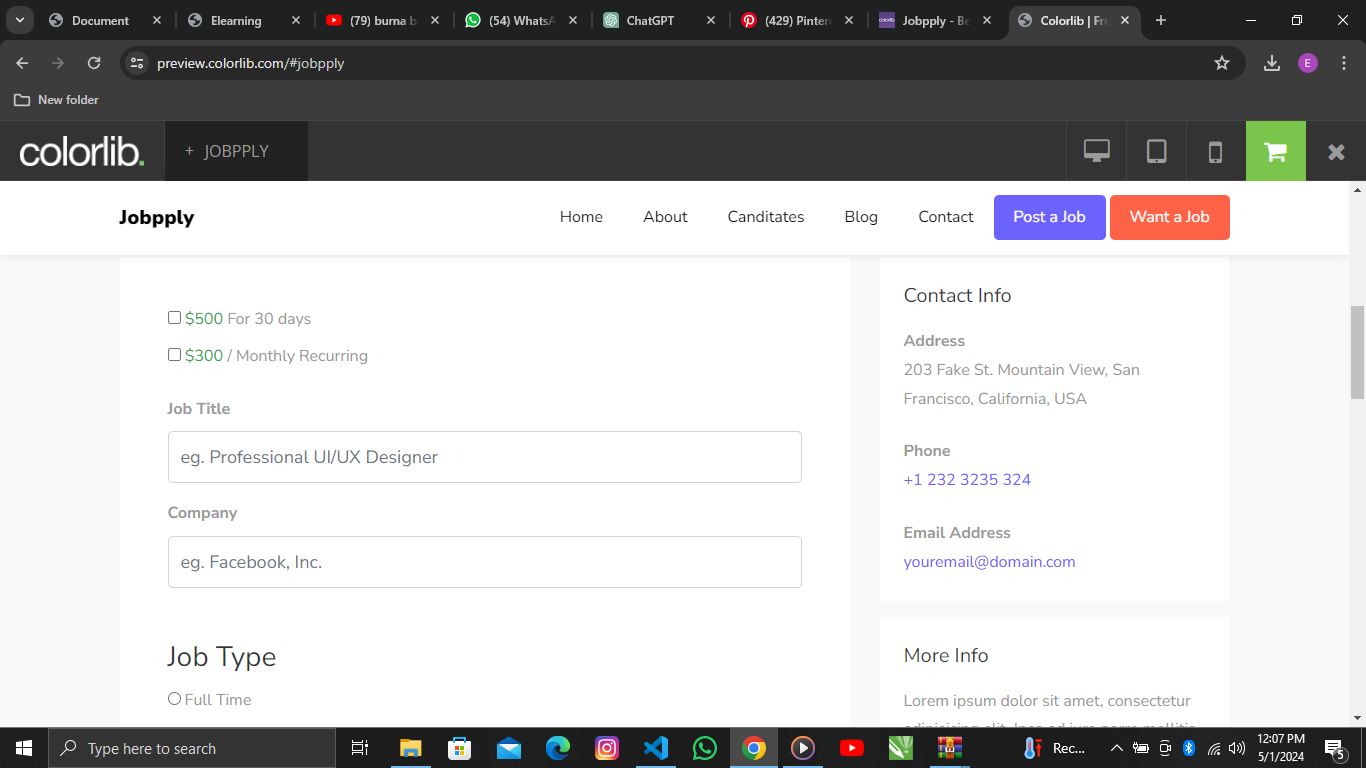 Document
Elearning
(79) burna b
(54) WhatsA
ChatGPT
(429) Pinter
Jobpply - Be
Colorlib | Fre
preview.colorlib.com/#jobpply
E
New folder
colorlib.
+ JOBPPLY
Jobpply
Home
About
Canditates
Blog
Contact
Post a Job
Want a Job
$500 For 30 days
$300 / Monthly Recurring
Job Title
eg. Professional UI/UX Designer
Company
eg. Facebook, Inc.
Job Type
Full Time
Contact Info
Address
203 Fake St. Mountain View, San
Francisco, California, USA
Phone
+1 232 3235 324
Email Address
youremail@domain.com
More Info
Lorem ipsum dolor sit amet, consectetur
Type here to search
Rec...
12:07 PM
5/1/2024
5